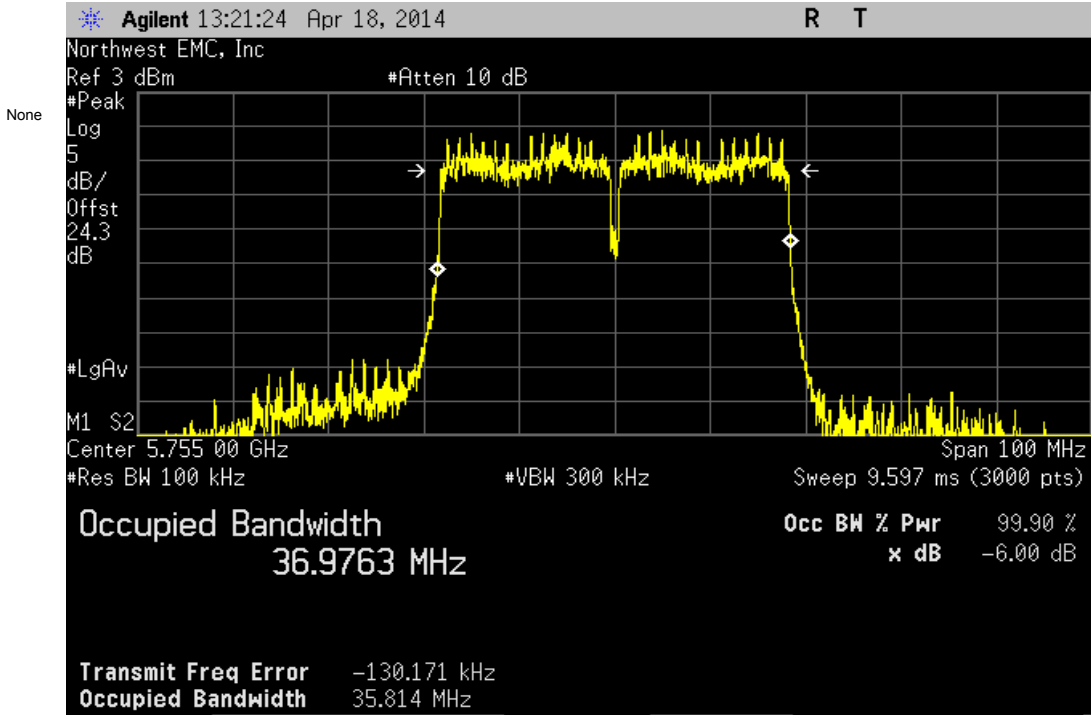 Agilent 13:21:24 Apr 18, 2014 R T
Northwest EMC, Inc
Ref 3 dBm #Atten 10 dB
None
#Peak
Log
5
dB/
Offst
24.3
dB
#LgAv
M1 S2
Center 5.755 00 GHz Span 100 MHz
#Res BW 100 kHz #VBW 300 kHz Sweep 9.597 ms (3000 pts)
Occupied Bandwidth Occ BW % Pwr 99.90 %
36.9763 MHz x dB -6.00 dB
Transmit Freq Error -130.171 kHz
Occupied Bandwidth 35.814 MHz